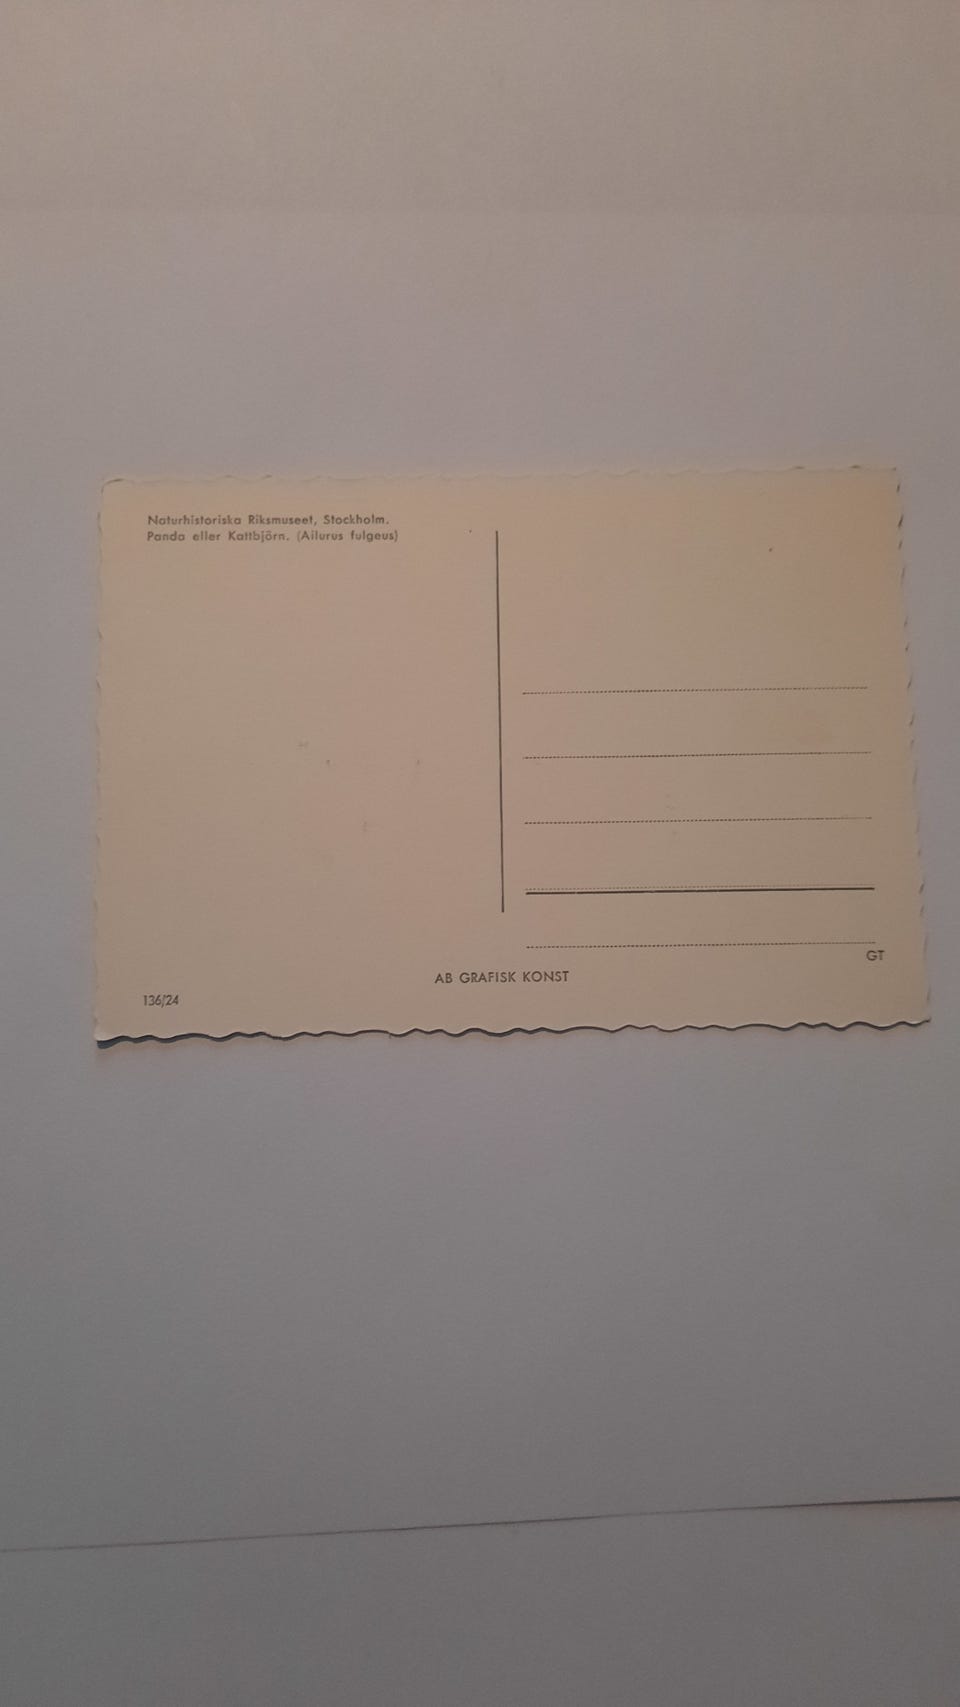 Naturhistoriska Riksmuseet, Stockholm.
Panda eller Kattbjörn. (Ailurus fulgeus)
GT
AB GRAFISK KONST
136/24